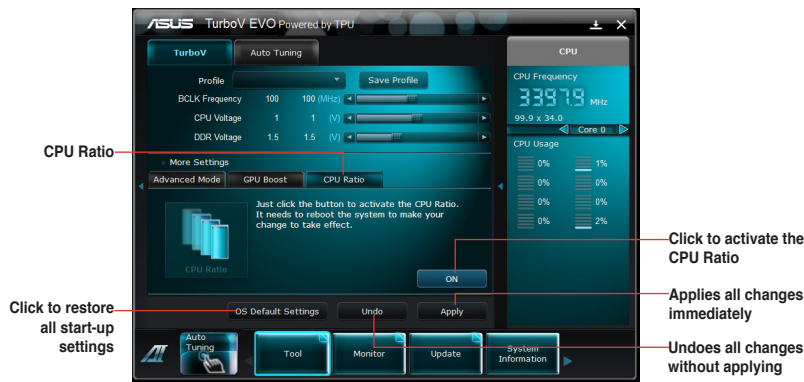 ASUS TurboV EVO Powered by TPU
TurboV
Auto Tuning
Profile
Save Profile
BCLK Frequency 100 100 (MHz)
CPU Voltage 1 1 (V)
DDR Voltage 1.5 1.5 (V)
More Settings
Advanced Mode
GPU Boost
CPU Ratio
Just click the button to activate the CPU Ratio.
It needs to reboot the system to make your
change to take effect.
CPU Ratio
ON
OS Default Settings
Undo
Apply
CPU
CPU Frequency
3397.9 MHz
99.9 x 34.0
Core 0
CPU Usage
0% 1%
0% 0%
0% 0%
0% 2%
AI
Auto
Tuning
Tool
Monitor
Update
System
Information
CPU Ratio
Click to restore
all start-up
settings
Click to activate the
CPU Ratio
Applies all changes
immediately
Undoes all changes
without applying